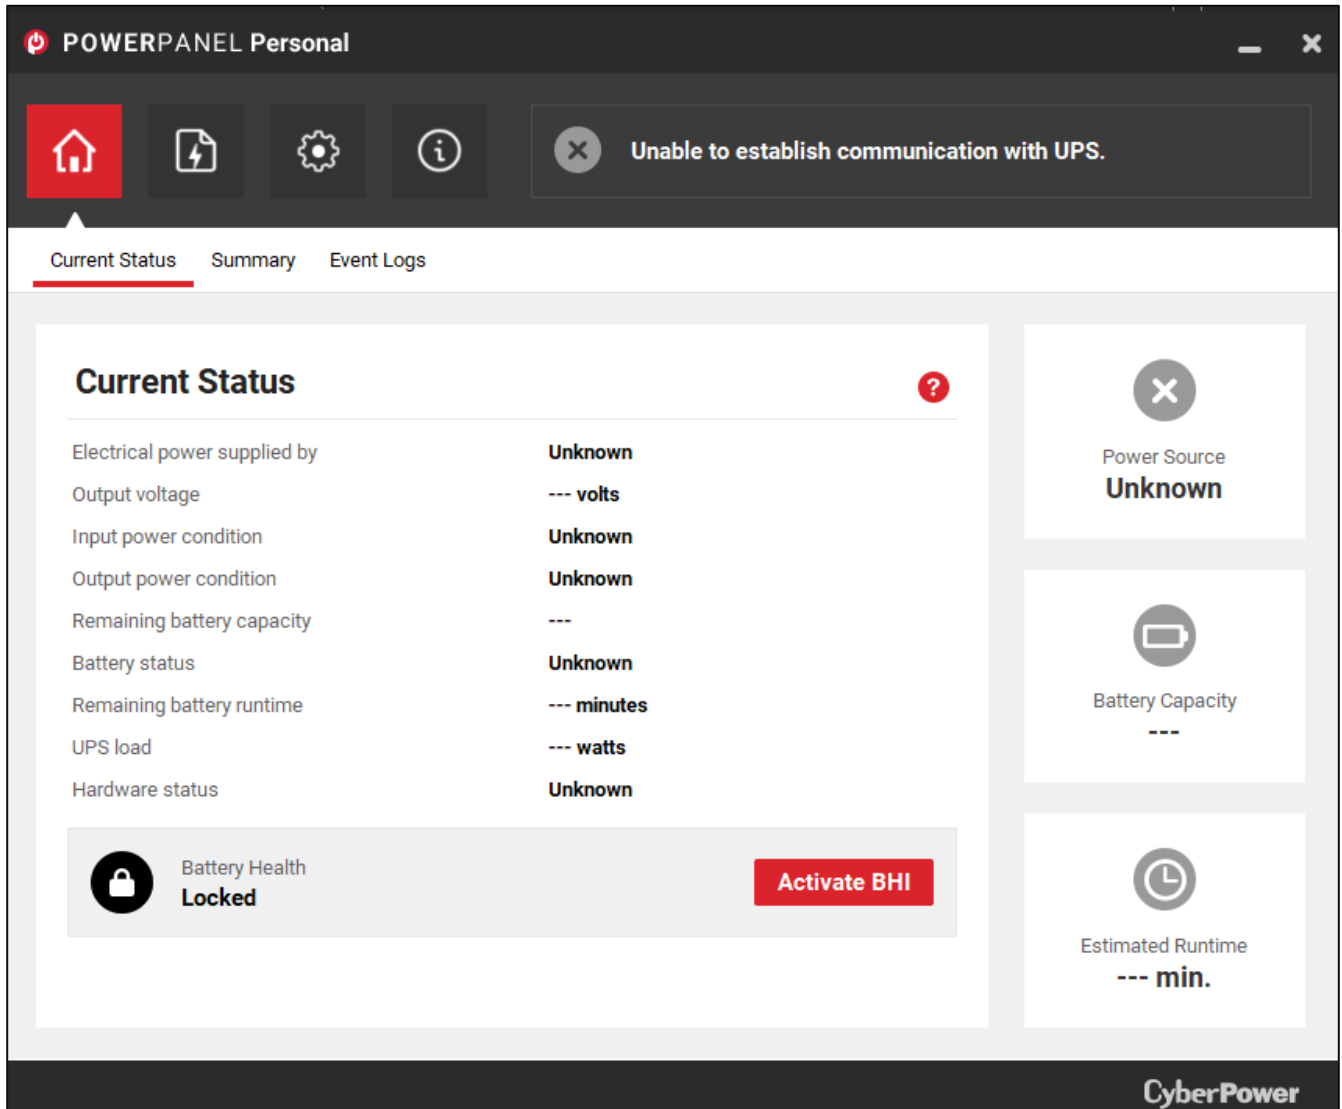 POWERPANEL Personal
Unable to establish communication with UPS.
Current Status Summary Event Logs
Current Status
?
Electrical power supplied by Unknown
Output voltage --- volts
Input power condition Unknown
Output power condition Unknown
Remaining battery capacity ---
Battery status Unknown
Remaining battery runtime --- minutes
UPS load --- watts
Hardware status Unknown
Battery Health
Locked
Activate BHI
Power Source
Unknown
Battery Capacity
---
Estimated Runtime
--- min.
CyberPower